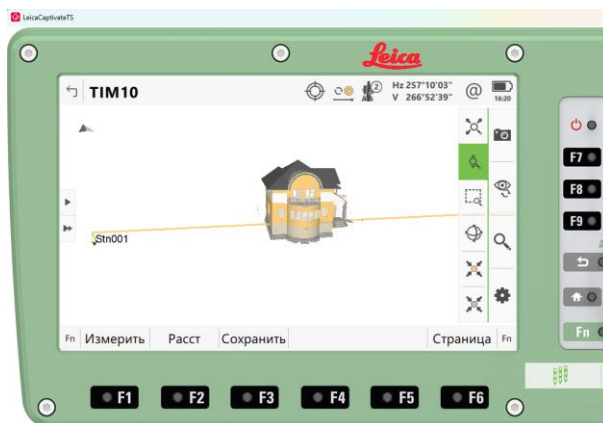 LeicaCaptivateTS
Leica
TIM10
2
Hz 257°10'03"
V 266°52'39"
@
16:20
Stn001
Fn Измерить Расст Сохранить Страница Fn
F7
F8
F9
Fn
F1 F2 F3 F4 F5 F6